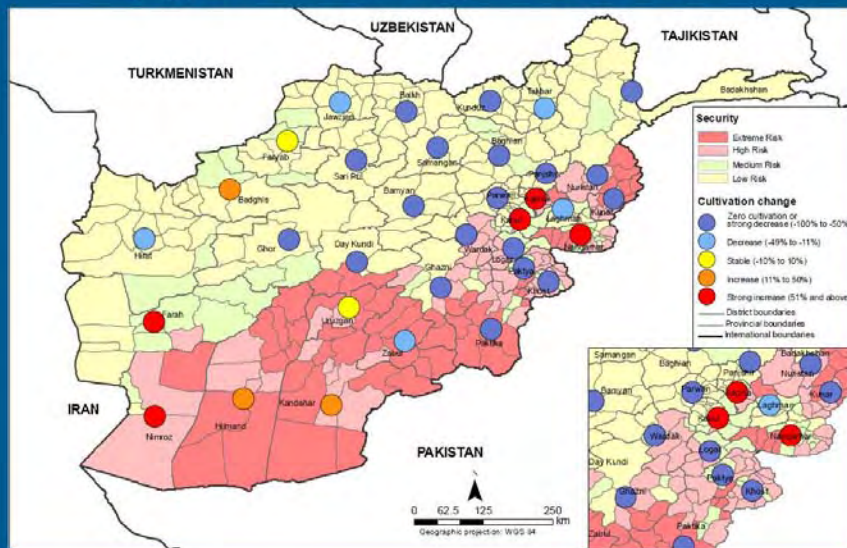 UZBEKISTAN
TAJIKISTAN
TURKMENISTAN
Badakhshan
Balkh
Kunduz
Takhar
Jawzjan
Faryab
Baghlan
Samangan
Sari Pul
Badghis
Bamyan
Panjshir
Nuristan
Parwan
Kapisa
Kunar
Laghman
Kabul
Nangarhar
Hirat
Ghor
Day Kundi
Wardak
Logar
Paktya
Ghazni
Khost
Farah
Uruzgan
Zabul
Paktika
IRAN
Nimroz
Hilmand
Kandahar
PAKISTAN
0 62.5 125 250
km
Geographic projection: WGS 84
Security
Extreme Risk
High Risk
Medium Risk
Low Risk
Cultivation change
Zero cultivation or
strong decrease (-100% to -50%)
Decrease (-49% to -11%)
Stable (-10% to 10%)
Increase (11% to 50%)
Strong increase (51% and above)
District boundaries
Provincial boundaries
International boundaries
Samangan
Baghlan
Badakhshan
Panjshir
Nuristan
Bamyan
Parwan
Kapisa
Kunar
Laghman
Kabul
Nangarhar
Wardak
Logar
Day Kundi
Paktya
Ghazni
Khost
Paktika
Zabul